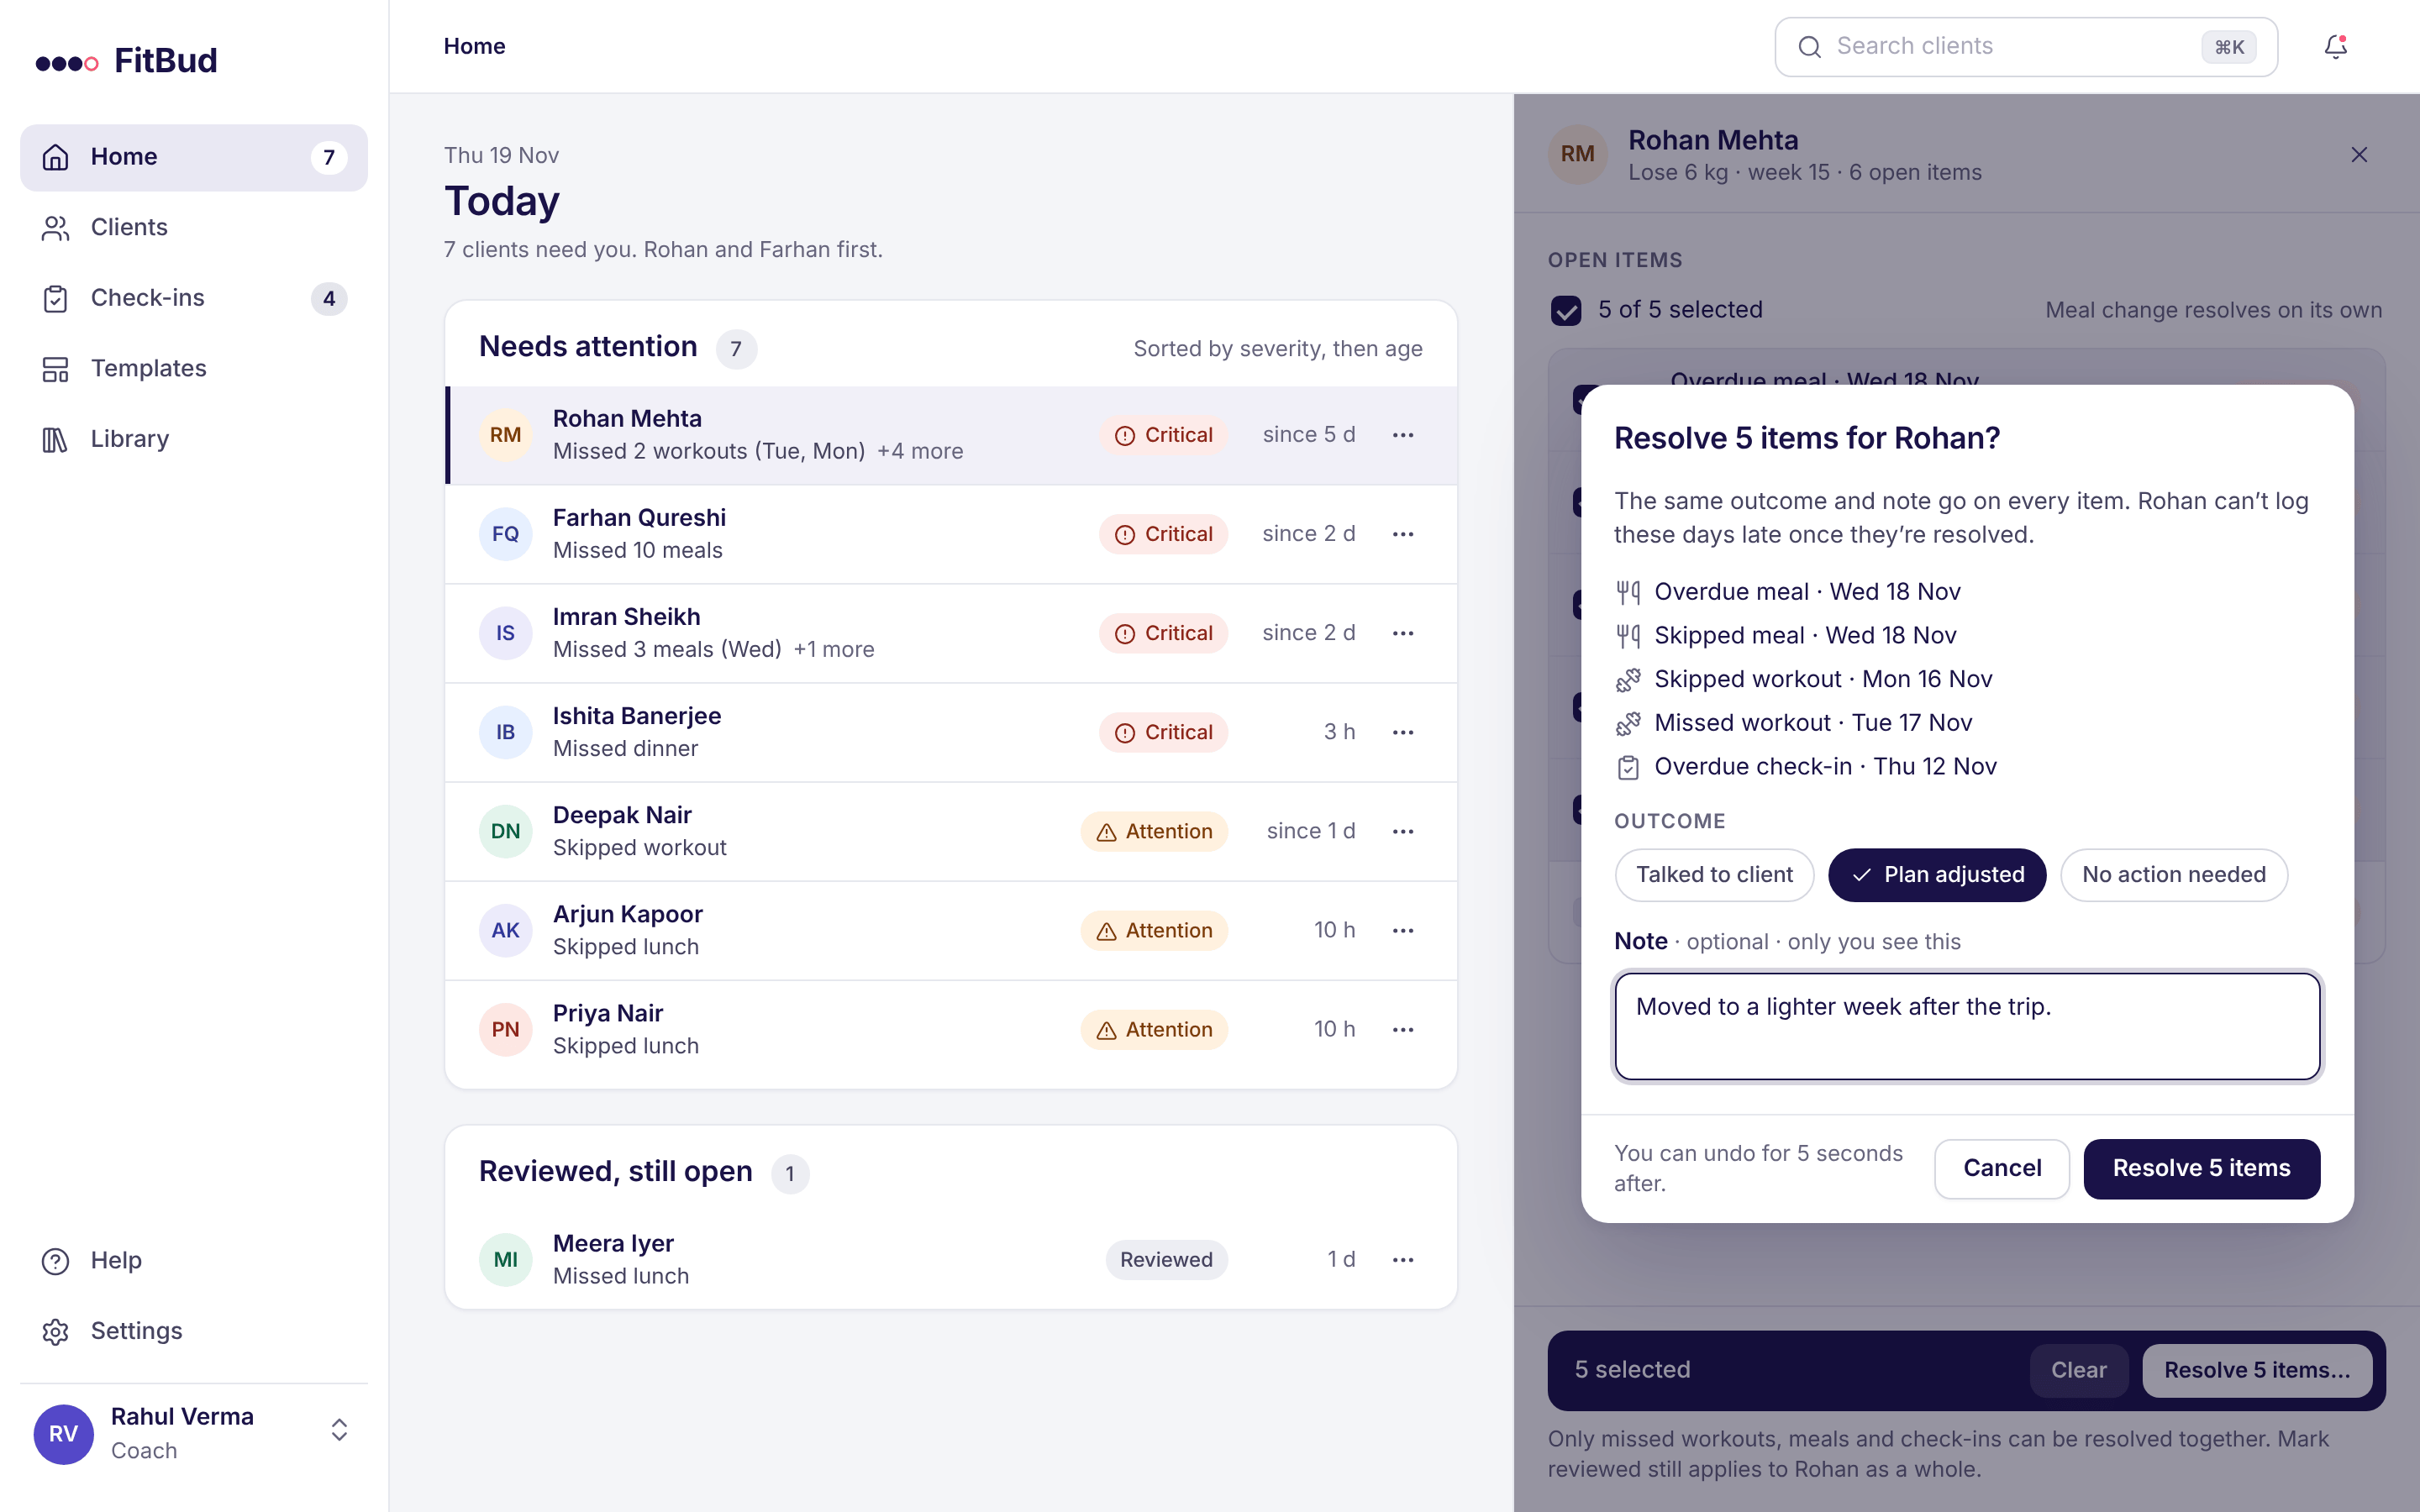 FitBud
Home
7
Clients
Check-ins
4
Templates
Library
Help
Settings
RV
Rahul Verma
Coach
Home
Search clients
⌘K
Thu 19 Nov
Today
7 clients need you. Rohan and Farhan first.
Needs attention 7
Sorted by severity, then age
RM
Rohan Mehta
Missed 2 workouts (Tue, Mon) +4 more
Critical
since 5 d
FQ
Farhan Qureshi
Missed 10 meals
Critical
since 2 d
IS
Imran Sheikh
Missed 3 meals (Wed) +1 more
Critical
since 2 d
IB
Ishita Banerjee
Missed dinner
Critical
3 h
DN
Deepak Nair
Skipped workout
Attention
since 1 d
AK
Arjun Kapoor
Skipped lunch
Attention
10 h
PN
Priya Nair
Skipped lunch
Attention
10 h
Reviewed, still open 1
MI
Meera Iyer
Missed lunch
Reviewed
1 d
RM
Rohan Mehta
Lose 6 kg · week 15 · 6 open items
OPEN ITEMS
5 of 5 selected
Meal change resolves on its own
Overdue meal · Wed 18 Nov
Resolve 5 items for Rohan?
The same outcome and note go on every item. Rohan can’t log
these days late once they’re resolved.
Overdue meal · Wed 18 Nov
Skipped meal · Wed 18 Nov
Skipped workout · Mon 16 Nov
Missed workout · Tue 17 Nov
Overdue check-in · Thu 12 Nov
OUTCOME
Talked to client
Plan adjusted
No action needed
Note · optional · only you see this
Moved to a lighter week after the trip.
You can undo for 5 seconds
after.
Cancel
Resolve 5 items
5 selected
Clear
Resolve 5 items…
Only missed workouts, meals and check-ins can be resolved together. Mark
reviewed still applies to Rohan as a whole.